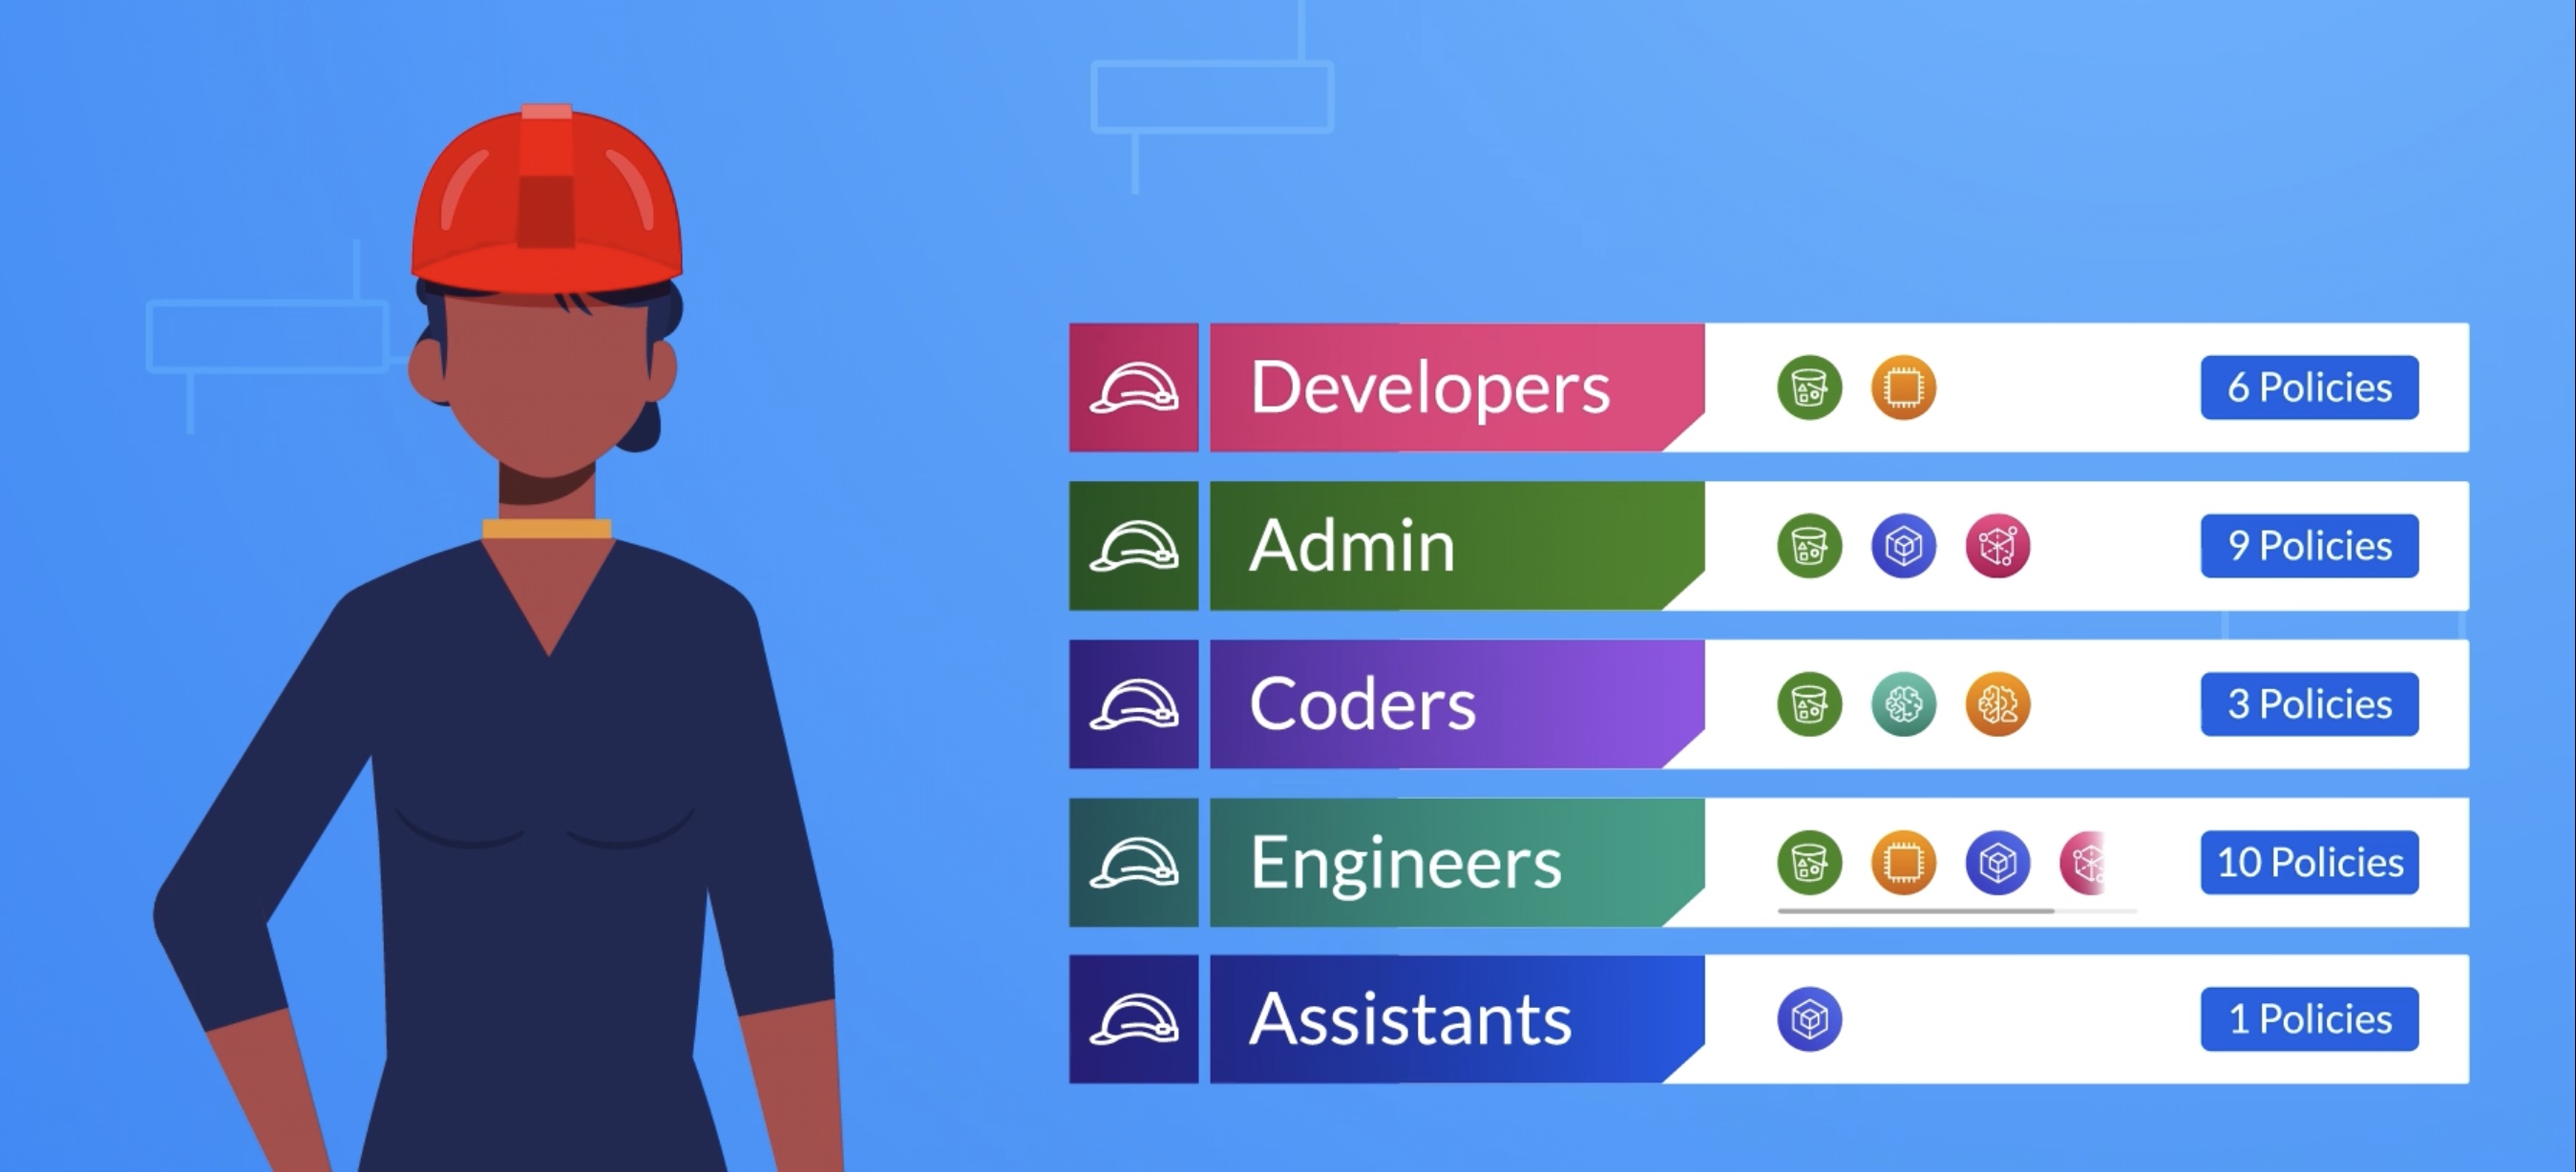 Developers
6 Policies
Admin
9 Policies
Coders
3 Policies
Engineers
10 Policies
Assistants
1 Policies